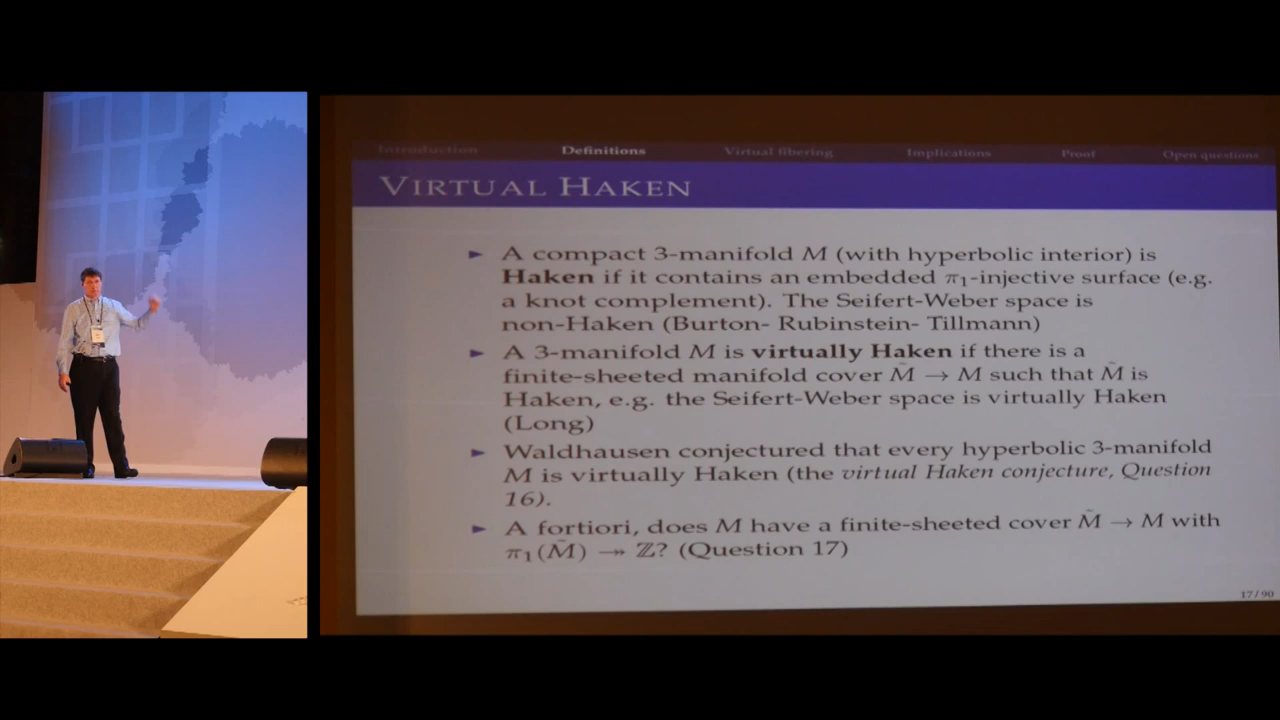 Introduction Definitions Virtual fibering Implications Proof Open questions
VIRTUAL HAKEN
► A compact 3-manifold M (with hyperbolic interior) is
Haken if it contains an embedded π₁-injective surface (e.g.
a knot complement). The Seifert-Weber space is
non-Haken (Burton- Rubinstein- Tillmann)
► A 3-manifold M is virtually Haken if there is a
finite-sheeted manifold cover M̃ → M such that M̃ is
Haken, e.g. the Seifert-Weber space is virtually Haken
(Long)
► Waldhausen conjectured that every hyperbolic 3-manifold
M is virtually Haken (the virtual Haken conjecture, Question
16).
► A fortiori, does M have a finite-sheeted cover M̃ → M with
π₁(M̃) ↠ ℤ? (Question 17)
17 / 90